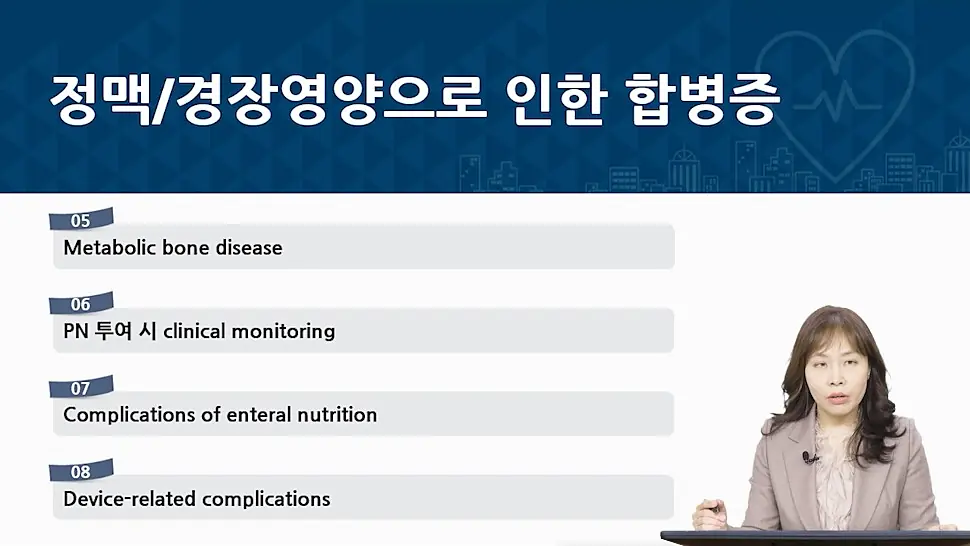 정맥/경장영양으로 인한 합병증
05
Metabolic bone disease
06
PN 투여 시 clinical monitoring
07
Complications of enteral nutrition
08
Device-related complications